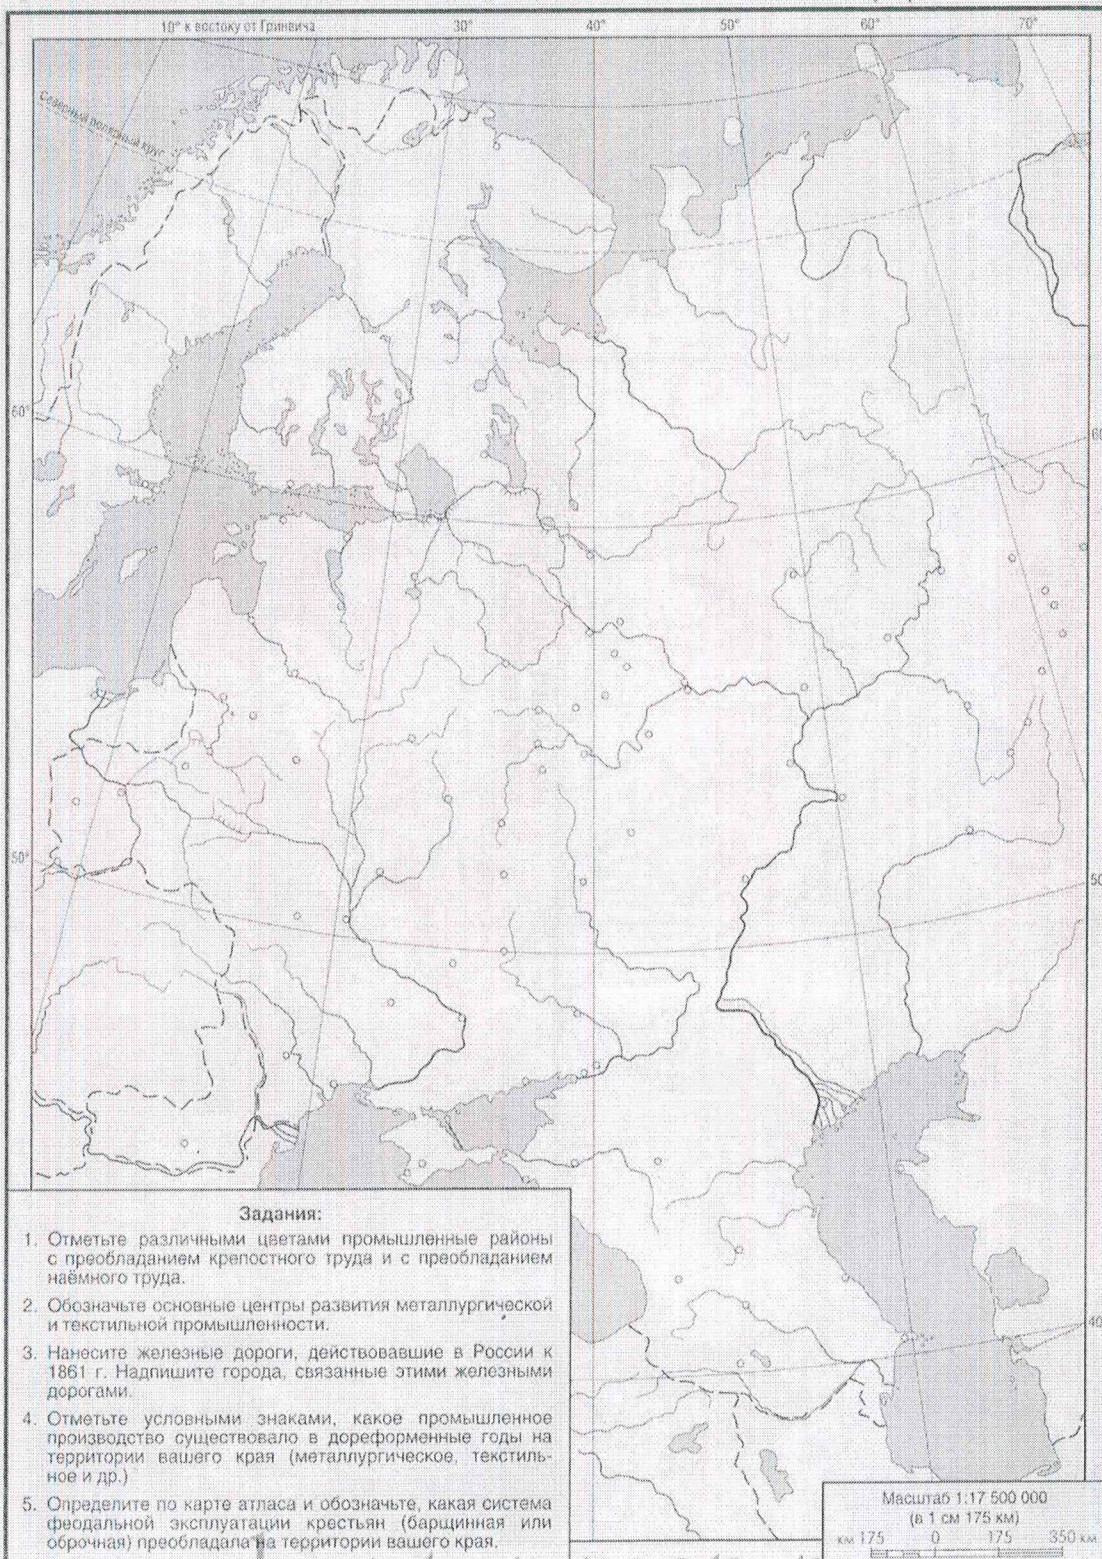 10° к востоку от Гринвича
30°
40°
50°
60°
70°
Северный полярный круг
60°
60
50°
50
40
Задания:
1. Отметьте различными цветами промышленные районы
с преобладанием крепостного труда и с преобладанием
наёмного труда.
2. Обозначьте основные центры развития металлургической
и текстильной промышленности.
3. Нанесите железные дороги, действовавшие в России к
1861 г. Надпишите города, связанные этими железными
дорогами.
4. Отметьте условными знаками, какое промышленное
производство существовало в дореформенные годы на
территории вашего края (металлургическое, текстиль-
ное и др.)
5. Определите по карте атласа и обозначьте, какая система
феодальной эксплуатации крестьян (барщинная или
оброчная) преобладала на территории вашего края.
Масштаб 1:17 500 000
(в 1 см 175 км)
км 175 0 175 350 км